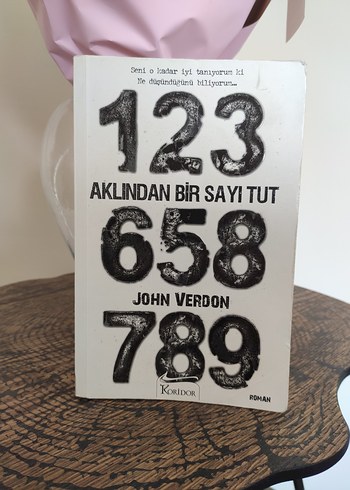 Seni o kadar iyi tanıyorum ki
Ne düşündüğünü biliyorum...
123
AKLINDAN BİR SAYI TUT
658
JOHN VERDON
789
KORİDOR
ROMAN